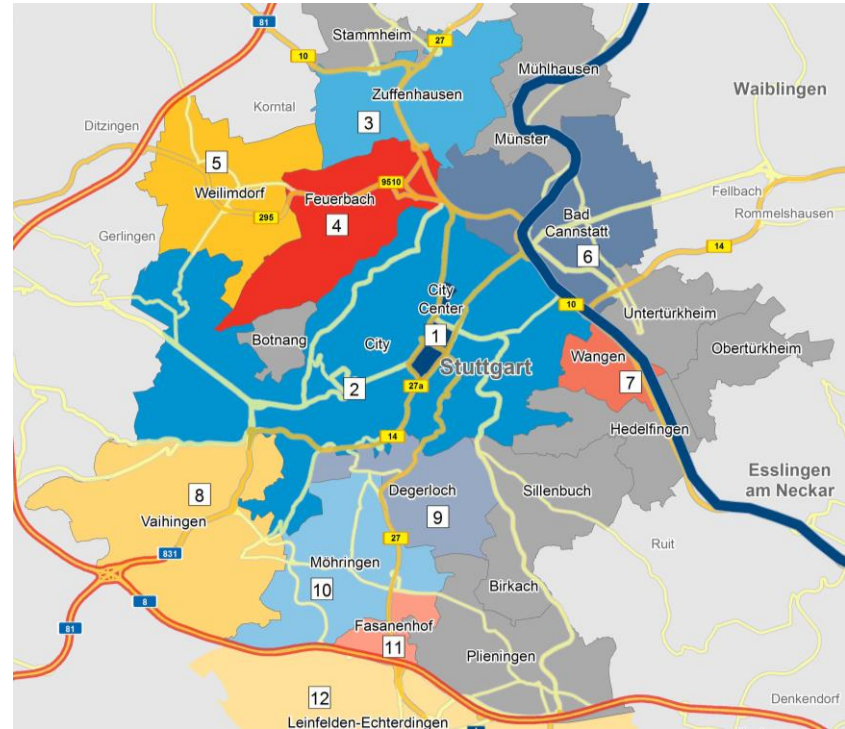 81
Stammheim
27
10
Mühlhausen
Zuffenhausen
Waiblingen
Korntal
3
Ditzingen
Münster
5
Weilimdorf
9510
Feuerbach
Fellbach
295
4
Bad
Cannstatt
Rommelshausen
Gerlingen
6
14
City
Center
10
Untertürkheim
1
Botnang
City
Wangen
Obertürkheim
Stuttgart
7
2
27a
Hedelfingen
14
Esslingen
am Neckar
8
Degerloch
Sillenbuch
Vaihingen
9
27
Ruit
831
Möhringen
10
Birkach
8
Fasanenhof
81
11
Plieningen
12
Denkendorf
Leinfelden-Echterdingen